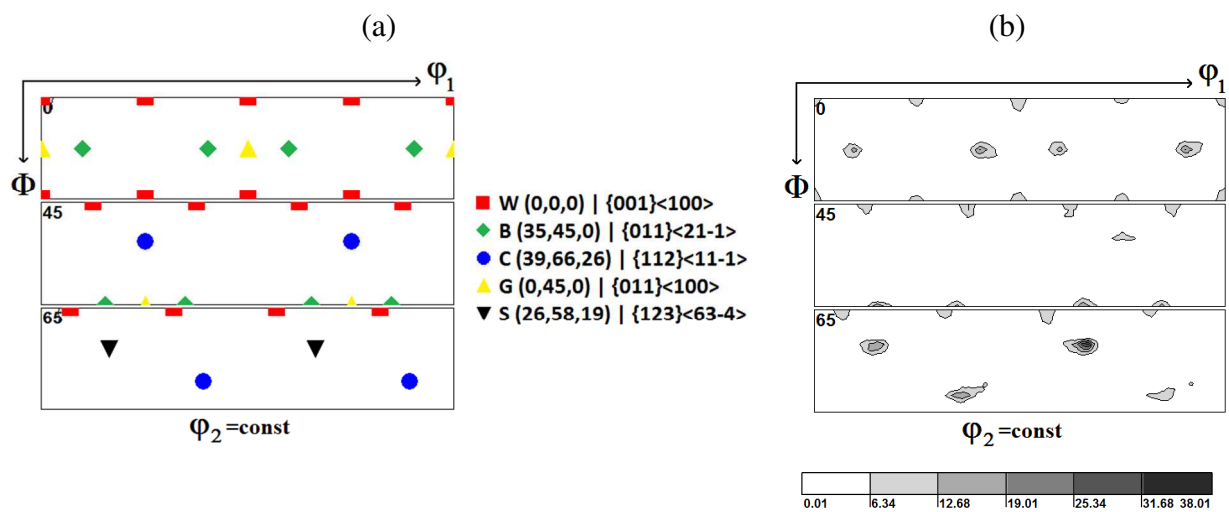 (a)
φ1
0
Φ
45
65
φ2 =const
W (0,0,0) | {001}<100>
B (35,45,0) | {011}<21-1>
C (39,66,26) | {112}<11-1>
G (0,45,0) | {011}<100>
S (26,58,19) | {123}<63-4>
(b)
φ1
0
Φ
45
65
φ2 =const
0.01 6.34 12.68 19.01 25.34 31.68 38.01